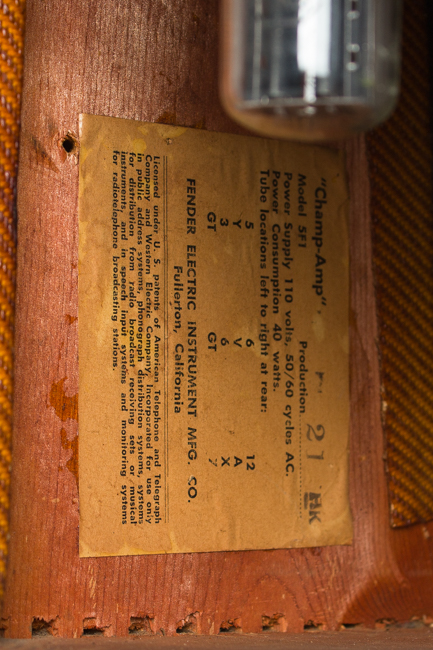 "Champ-Amp"
Model 5F1 Production 21
Power Supply 110 volts, 50/60 cycles AC.
Power Consumption 40 watts.
Tube locations left to right at rear:
5 6 12
Y V A
3 6 X
GT GT 7
FENDER ELECTRIC INSTRUMENT MFG. CO.
Fullerton, California
Licensed under U. S. patents of American Telephone and Telegraph
Company and Western Electric Company, Incorporated for use only
in public address systems, phonograph distribution systems, systems
for distribution from radio broadcast receiving sets or musical
instruments, and in speech input systems and monitoring systems
for radiotelephone broadcasting stations.